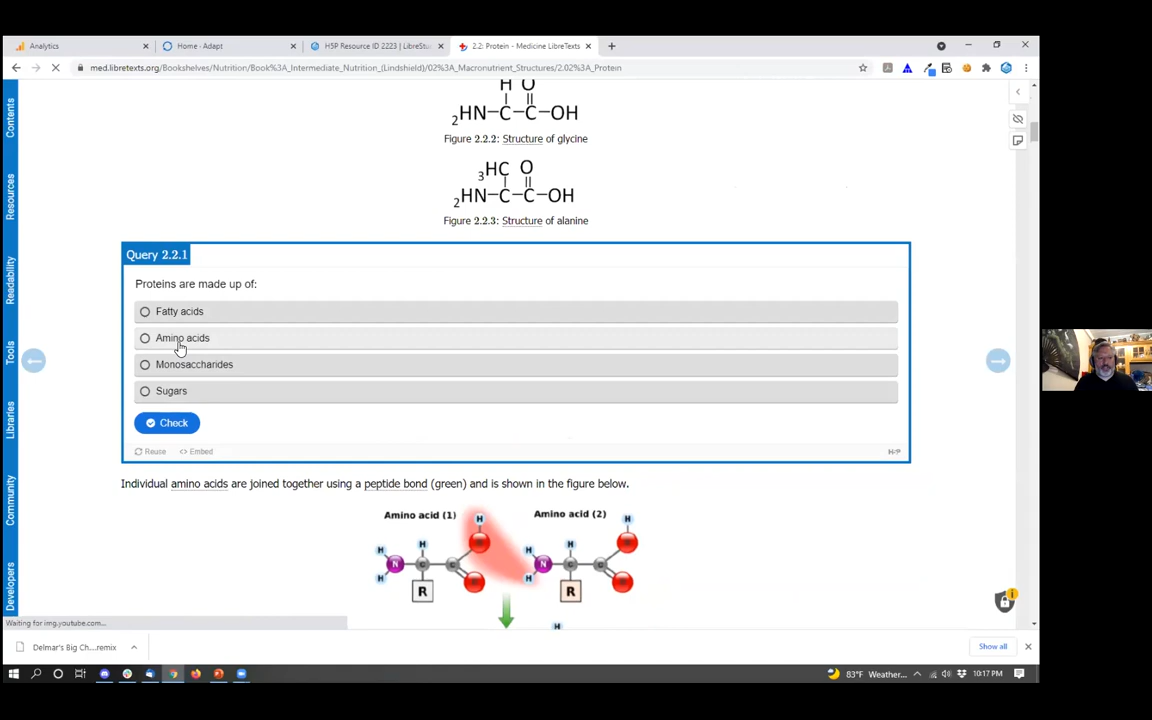 Analytics
Home - Adapt
H5P Resource ID 2223 | LibreStu
2.2: Protein - Medicine LibreTexts
med.libretexts.org/Bookshelves/Nutrition/Book%3A_Intermediate_Nutrition_(Lindshield)/02%3A_Macronutrient_Structures/2.02%3A_Protein
Contents
Resources
Readability
Tools
Libraries
Community
Developers
H O
2HN-C-C-OH
Figure 2.2.2: Structure of glycine
3HC O
2HN-C-C-OH
Figure 2.2.3: Structure of alanine
Query 2.2.1
Proteins are made up of:
Fatty acids
Amino acids
Monosaccharides
Sugars
Check
Reuse <> Embed
H5P
Individual amino acids are joined together using a peptide bond (green) and is shown in the figure below.
Amino acid (1) Amino acid (2)
H H
H H H H
N C C N C C
H H
R R
H
Waiting for img.youtube.com...
Delmar's Big Ch....remix
Show all
83°F Weather... 10:17 PM